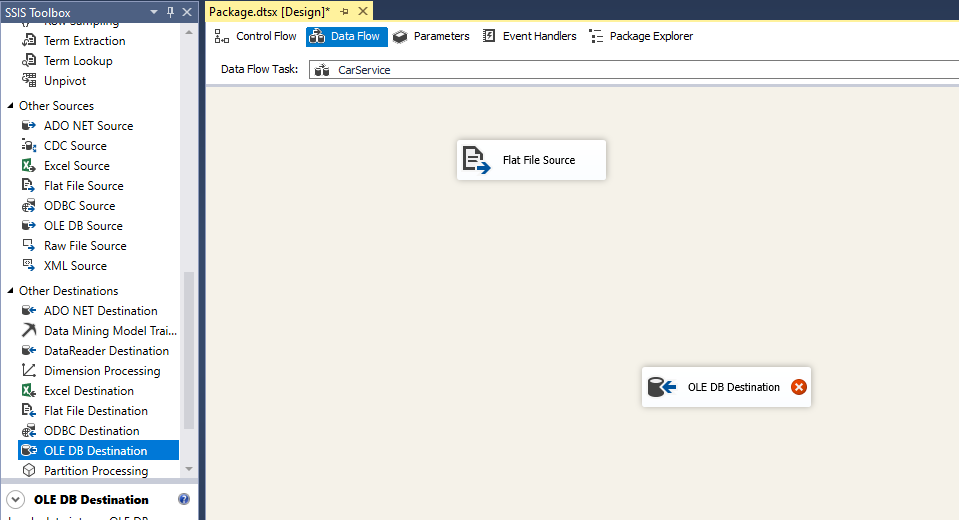 SSIS Toolbox
Row Sampling
Term Extraction
Term Lookup
Unpivot
Other Sources
ADO NET Source
CDC Source
Excel Source
Flat File Source
ODBC Source
OLE DB Source
Raw File Source
XML Source
Other Destinations
ADO NET Destination
Data Mining Model Trai...
DataReader Destination
Dimension Processing
Excel Destination
Flat File Destination
ODBC Destination
OLE DB Destination
Partition Processing
OLE DB Destination
Package.dtsx [Design]*
Control Flow
Data Flow
Parameters
Event Handlers
Package Explorer
Data Flow Task:
CarService
Flat File Source
OLE DB Destination